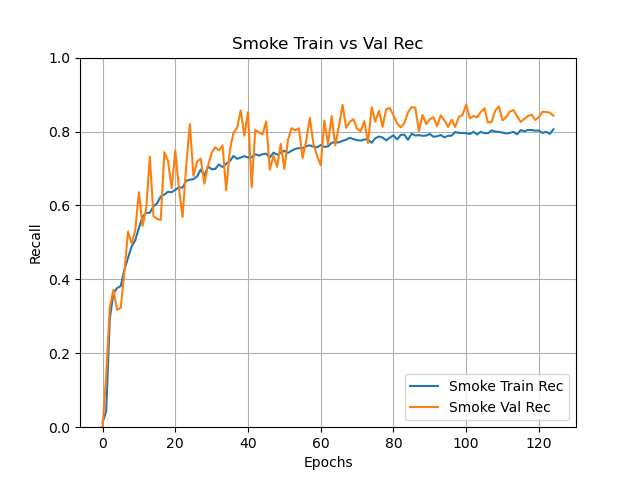 Smoke Train vs Val Rec
1.0
0.8
0.6
0.4
0.2
0.0
Recall
0 20 40 60 80 100 120
Epochs
Smoke Train Rec
Smoke Val Rec